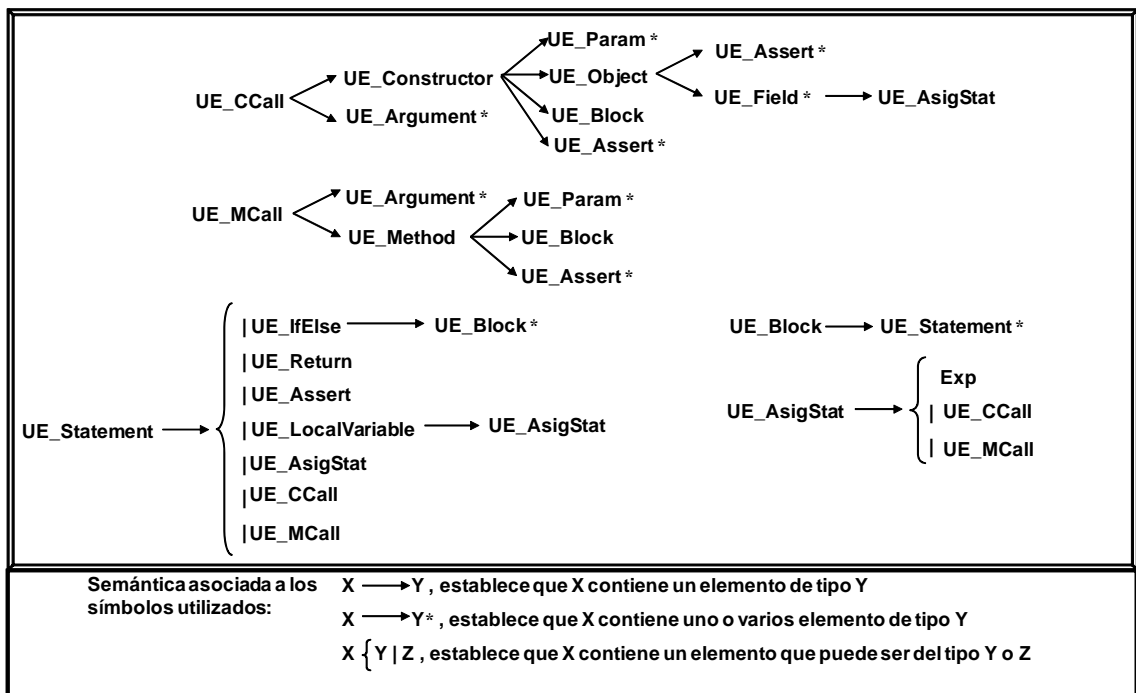 UE_Param *
UE_Assert *
UE_Constructor
UE_Object
UE_CCall
UE_Field *
UE_AsigStat
UE_Argument *
UE_Block
UE_Assert *
UE_Argument *
UE_Param *
UE_MCall
UE_Method
UE_Block
UE_Assert *
|UE_IfElse
UE_Block *
UE_Block
UE_Statement *
|UE_Return
|UE_Assert
Exp
UE_AsigStat
| UE_CCall
UE_Statement
|UE_LocalVariable
UE_AsigStat
| UE_MCall
|UE_AsigStat
|UE_CCall
|UE_MCall
Semántica asociada a los símbolos utilizados:
X → Y , establece que X contiene un elemento de tipo Y
X → Y* , establece que X contiene uno o varios elemento de tipo Y
X { Y | Z , establece que X contiene un elemento que puede ser del tipo Y o Z